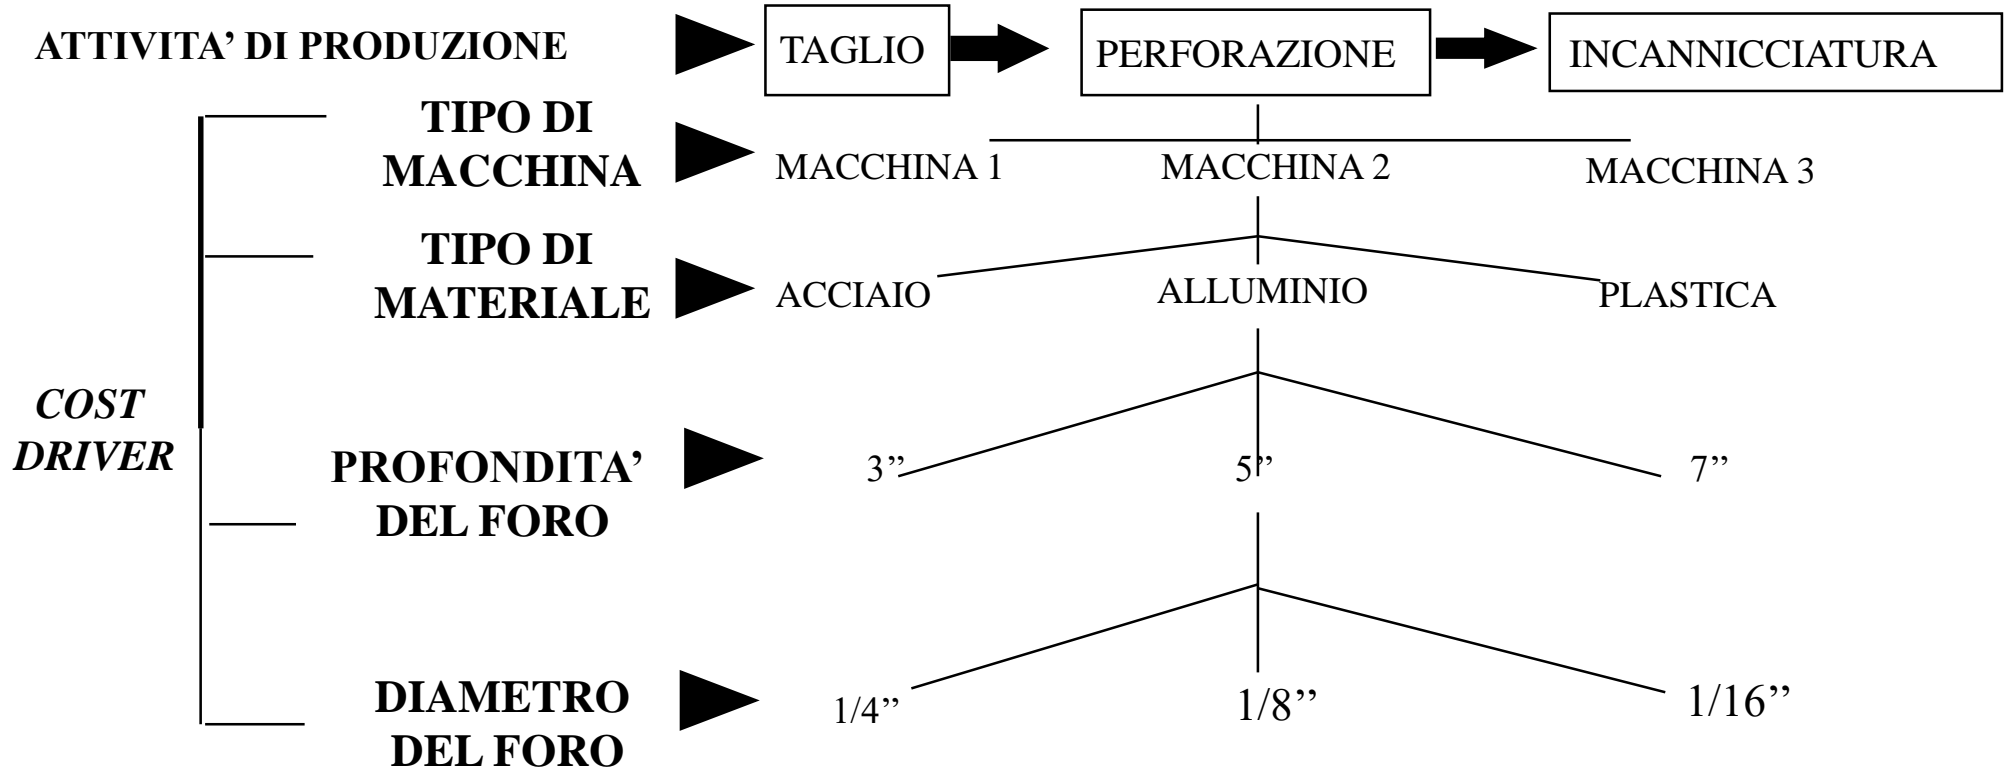 ATTIVITA’ DI PRODUZIONE
TAGLIO
PERFORAZIONE
INCANNICCIATURA
TIPO DI
MACCHINA
MACCHINA 1
MACCHINA 2
MACCHINA 3
TIPO DI
MATERIALE
ACCIAIO
ALLUMINIO
PLASTICA
COST
DRIVER
PROFONDITA’
DEL FORO
3’’
5’’
7’’
DIAMETRO
DEL FORO
1/4’’
1/8’’
1/16’’